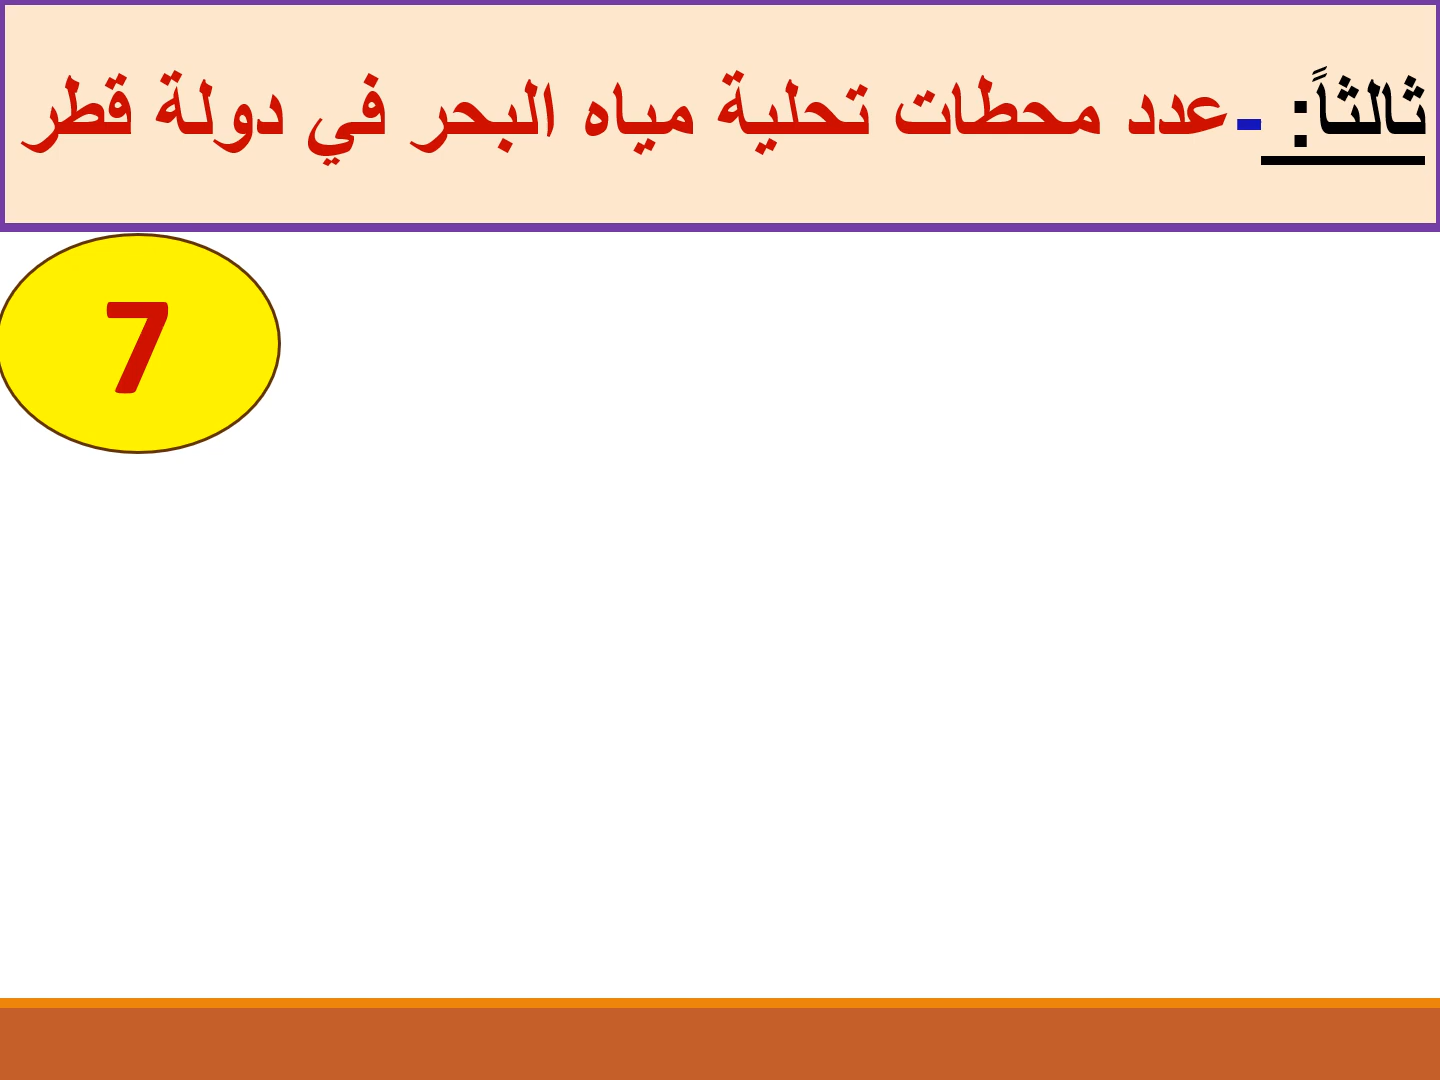 ثالثاً: -عدد محطات تحلية مياه البحر في دولة قطر
7